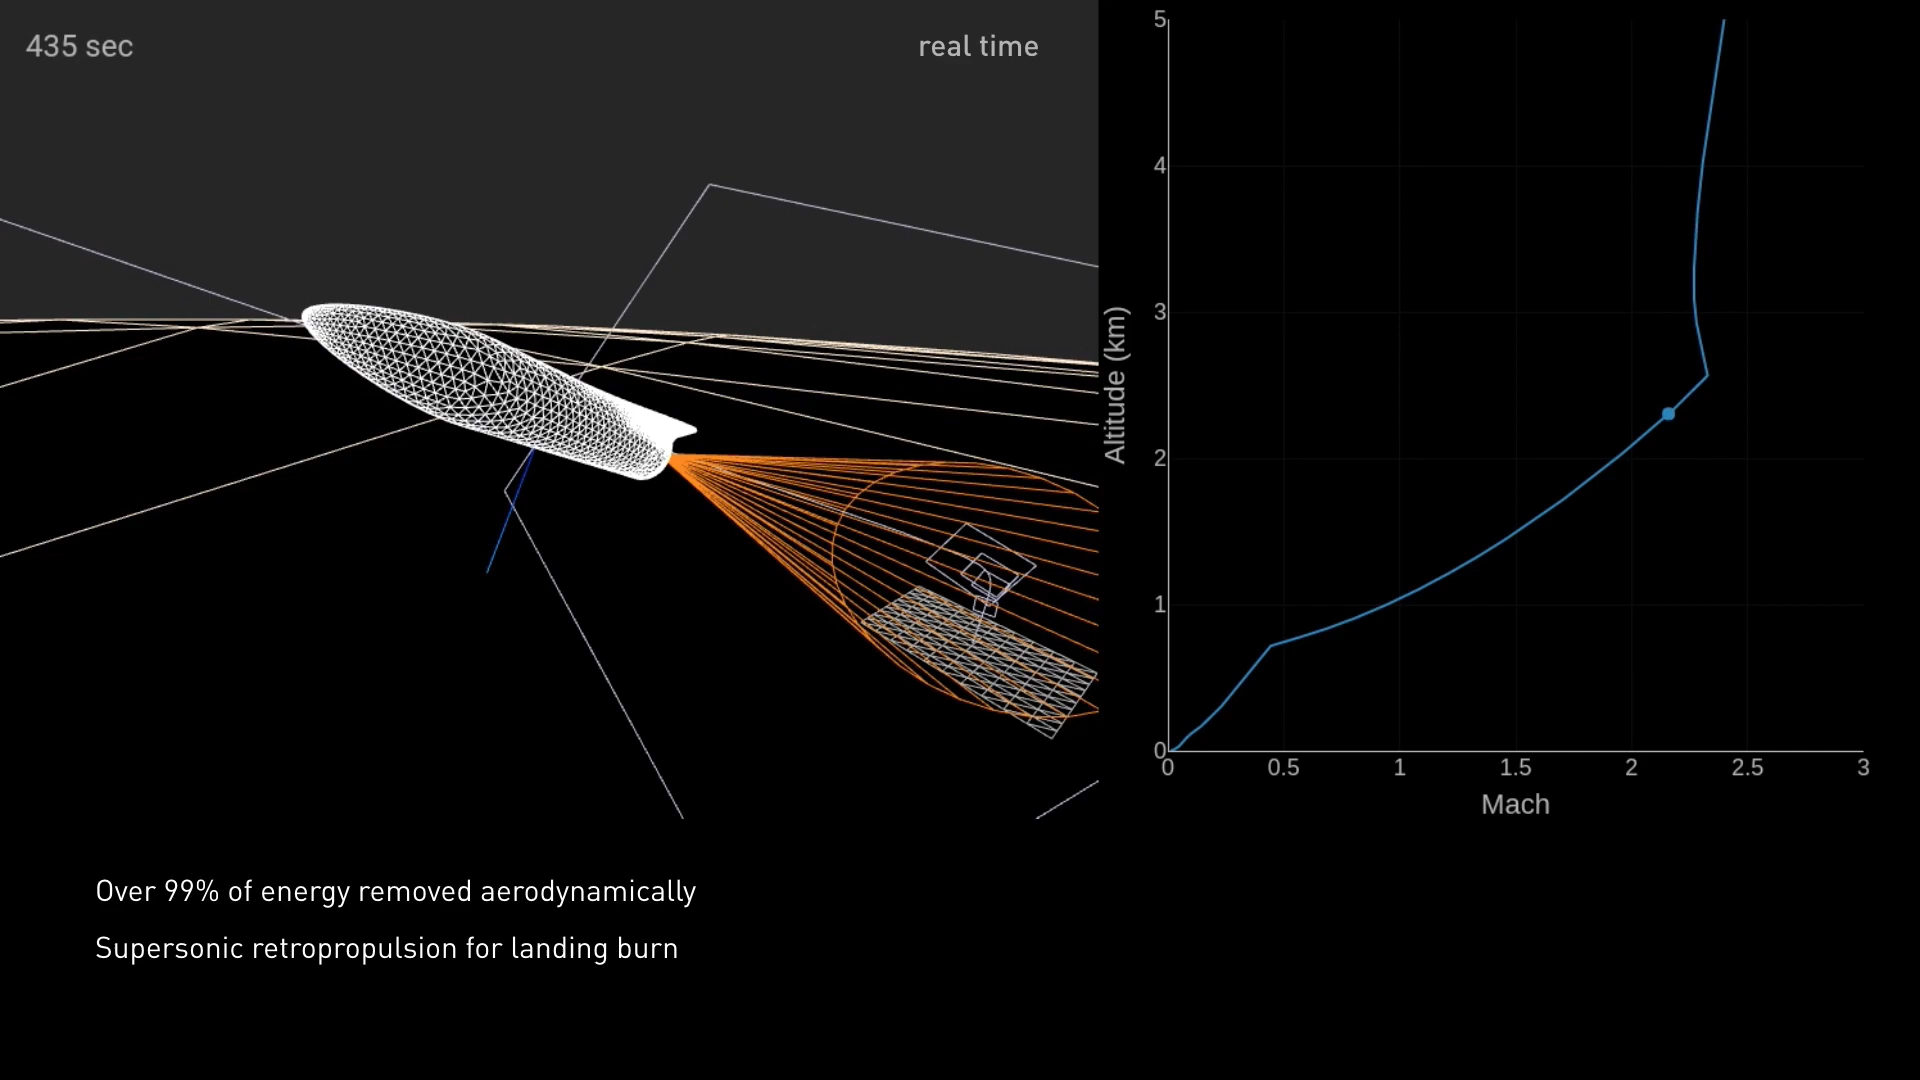 435 sec
real time
5
4
3
2
1
0
Altitude (km)
0 0.5 1 1.5 2 2.5 3
Mach
Over 99% of energy removed aerodynamically
Supersonic retropropulsion for landing burn